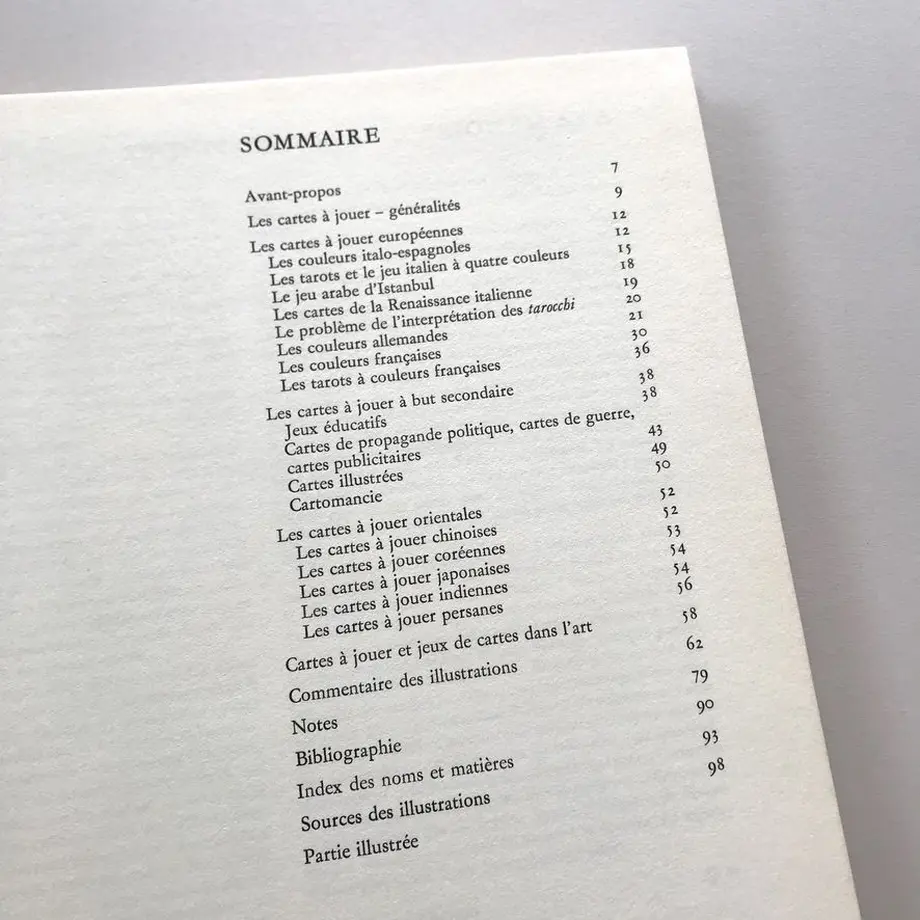 SOMMAIRE
Avant-propos 7
Les cartes à jouer – généralités 9
Les cartes à jouer européennes 12
Les couleurs italo-espagnoles 12
Les tarots et le jeu italien à quatre couleurs 15
Le jeu arabe d'Istanbul 18
Les cartes de la Renaissance italienne 19
Le problème de l'interprétation des tarocchi 20
Les couleurs allemandes 21
Les couleurs françaises 30
Les tarots à couleurs françaises 36
Les cartes à jouer à but secondaire 38
Jeux éducatifs 38
Cartes de propagande politique, cartes de guerre,
cartes publicitaires 43
Cartes illustrées 49
Cartomancie 50
Les cartes à jouer orientales 52
Les cartes à jouer chinoises 52
Les cartes à jouer coréennes 53
Les cartes à jouer japonaises 54
Les cartes à jouer indiennes 54
Les cartes à jouer persanes 56
Cartes à jouer et jeux de cartes dans l'art 58
Commentaire des illustrations 62
Notes 79
Bibliographie 90
Index des noms et matières 93
Sources des illustrations 98
Partie illustrée